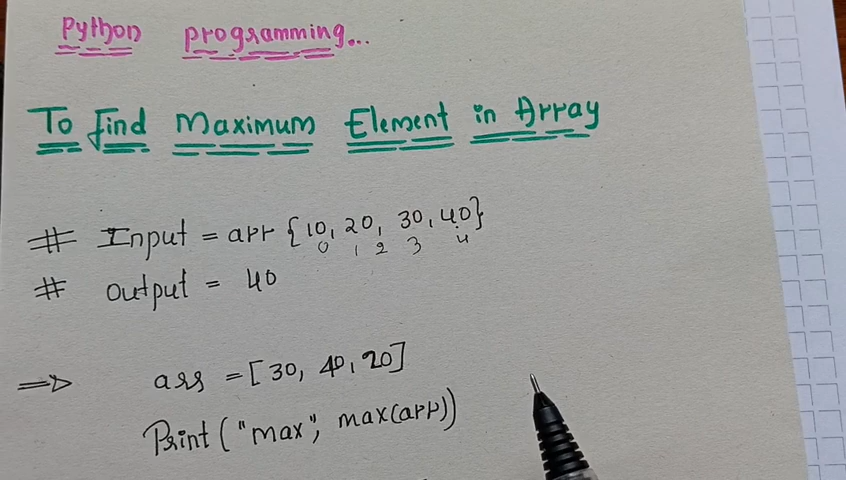 Python programming...
To Find Maximum Element in Array
# Input = arr {10, 20, 30, 40}
0 1 2 3 4
# output = 40
=> arr = [30, 40, 20]
Print ("max", max(arr))